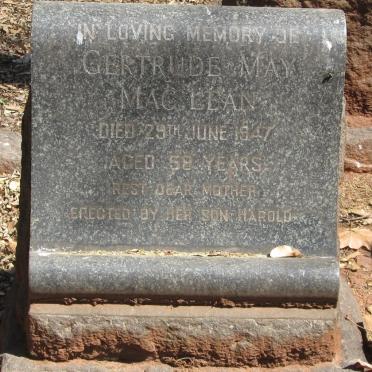 IN LOVING MEMORY OF
GERTRUDE MAY
MAC LEAN
DIED 29TH JUNE 1947
AGED 58 YEARS.
REST DEAR MOTHER
ERECTED BY HER SON HAROLD